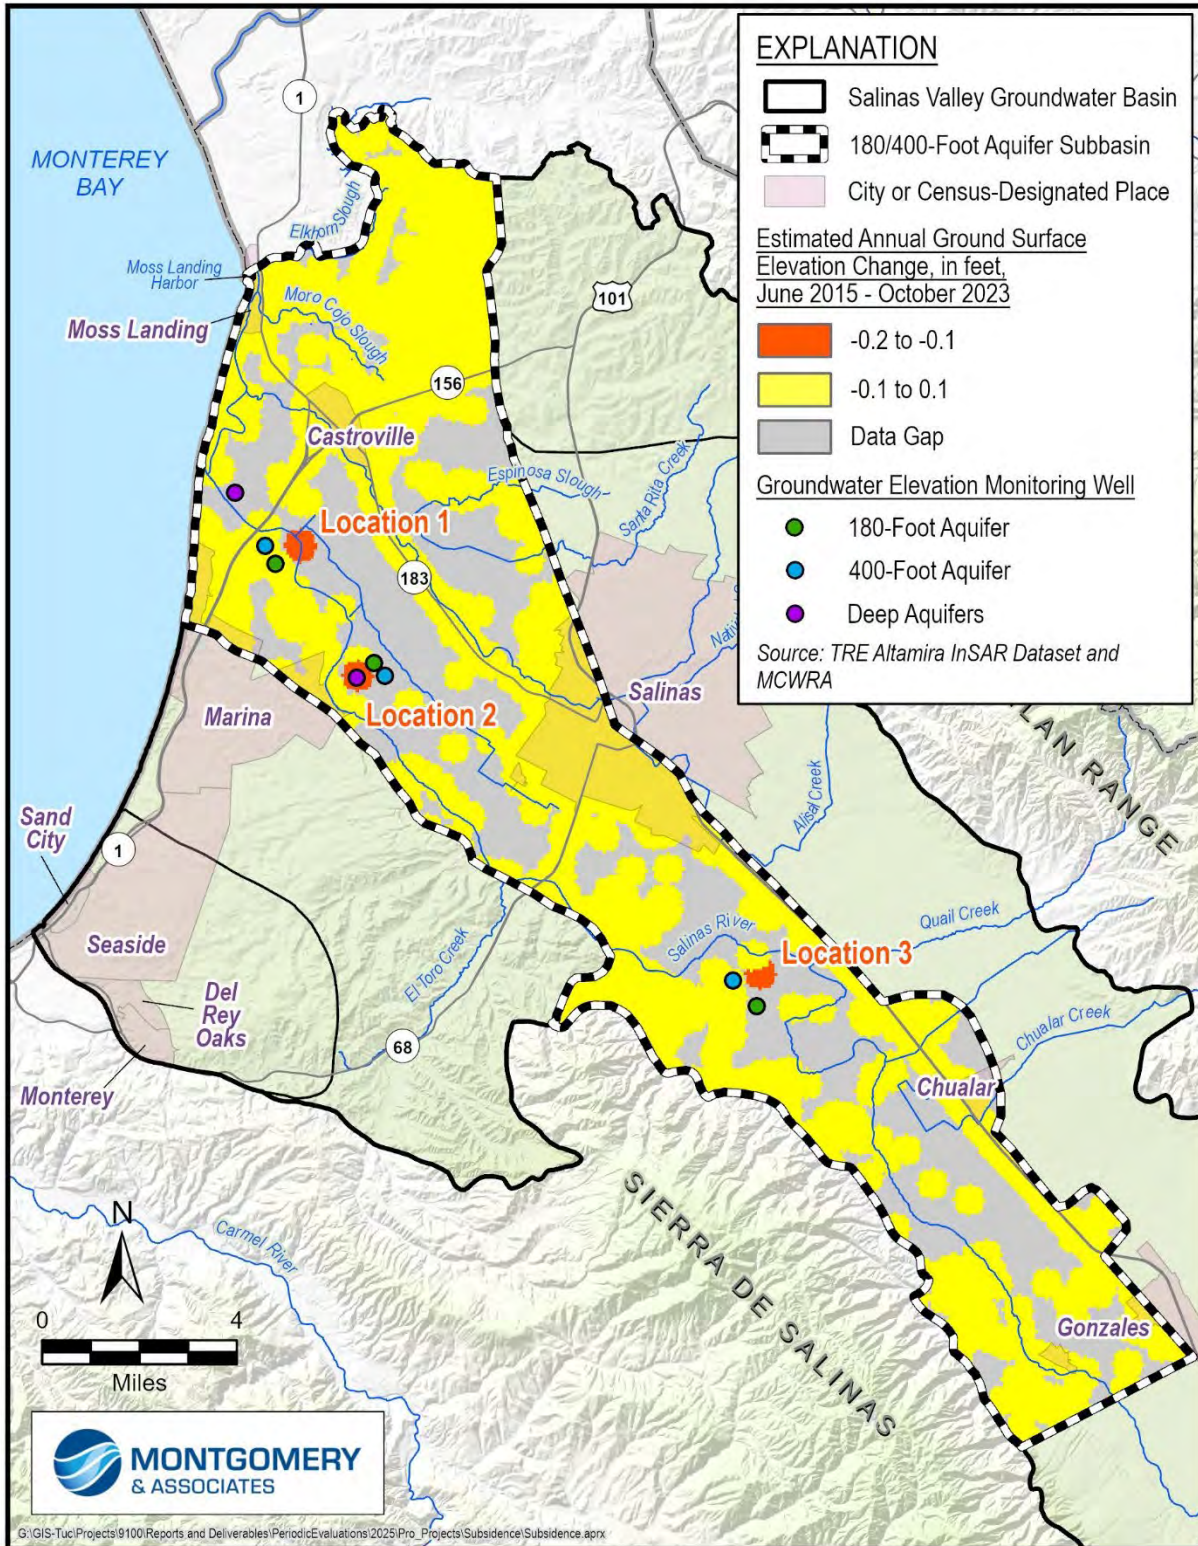 1
MONTEREY
BAY
Elkhorn Slough
Moss Landing
Harbor
Moro Cojo Slough
Moss Landing
101
156
Castroville
Espinosa Slough
Santa Rita Creek
Location 1
183
Salinas
Location 2
Marina
Alisal Creek
Sand
City
1
Seaside
Salinas River
Quail Creek
Location 3
El Toro Creek
Del
Rey
Oaks
68
Chualar Creek
Monterey
Chualar
SIERRA DE SALINAS
LAN RANGE
Carmel River
Gonzales
N
0 4
Miles
MONTGOMERY
& ASSOCIATES
G:\GIS-Tuc\Projects\9100\Reports and Deliverables\PeriodicEvaluations\2025\Pro_Projects\Subsidence\Subsidence.aprx
EXPLANATION
Salinas Valley Groundwater Basin
180/400-Foot Aquifer Subbasin
City or Census-Designated Place
Estimated Annual Ground Surface
Elevation Change, in feet,
June 2015 - October 2023
-0.2 to -0.1
-0.1 to 0.1
Data Gap
Groundwater Elevation Monitoring Well
180-Foot Aquifer
400-Foot Aquifer
Deep Aquifers
Source: TRE Altamira InSAR Dataset and
MCWRA